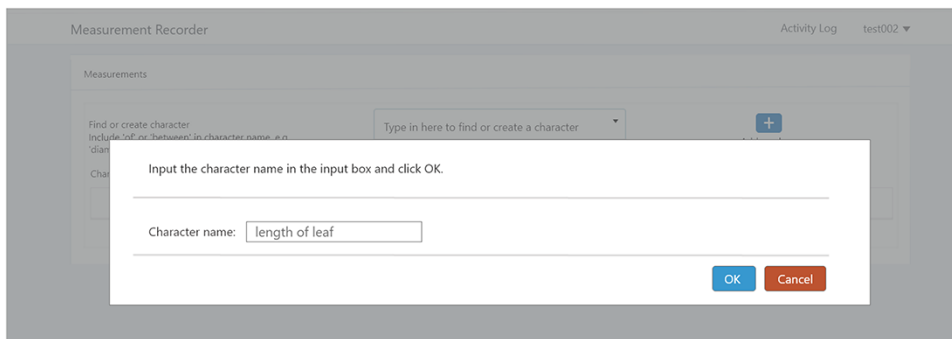 Measurement Recorder
Activity Log
test002
Measurements
Find or create character
Include 'of' or 'between' in character name, e.g.
'diam
Type in here to find or create a character
Char
Input the character name in the input box and click OK.
Character name: length of leaf
OK
Cancel